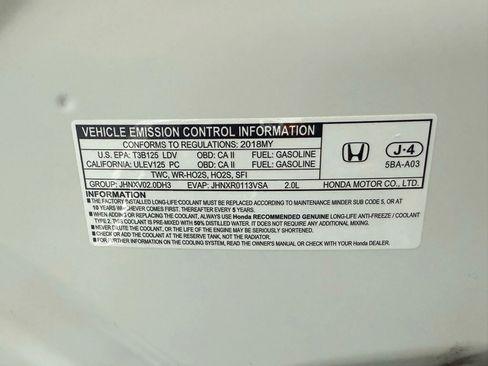 VEHICLE EMISSION CONTROL INFORMATION
CONFORMS TO REGULATIONS: 2018MY
U.S. EPA: T3B125 LDV OBD: CA II FUEL: GASOLINE
CALIFORNIA: ULEV125 PC OBD: CA II FUEL: GASOLINE
TWC, WR-HO2S, HO2S, SFI
GROUP: JHNXV02.0DH3 EVAP: JHNXR0113VSA 2.0L
J-4
5BA-A03
HONDA MOTOR CO., LTD.
INFORMATION
■ THE FACTORY INSTALLED LONG-LIFE COOLANT MUST BE REPLACED ACCORDING TO MAINTENANCE MINDER SUB CODE 5, OR AT
10 YEARS WHICHEVER COMES FIRST, THEREAFTER EVERY 5 YEARS.
■ WHEN ADDING OR REPLACING THE COOLANT, ALWAYS USE Honda RECOMMENDED GENUINE LONG-LIFE ANTI-FREEZE / COOLANT
TYPE 2. THIS COOLANT IS PRE-MIXED WITH 50% DISTILLED WATER. IT DOES NOT REQUIRE ANY ADDITIONAL MIXING.
■ NEVER DILUTE THE COOLANT, OR THE LIFE OF THE ENGINE MAY BE SERIOUSLY SHORTENED.
■ CHECK OR ADD THE COOLANT AT THE RESERVE TANK, NOT THE RADIATOR.
■ FOR FURTHER INFORMATION ON THE COOLING SYSTEM, READ THE OWNER'S MANUAL OR CHECK WITH YOUR Honda DEALER.